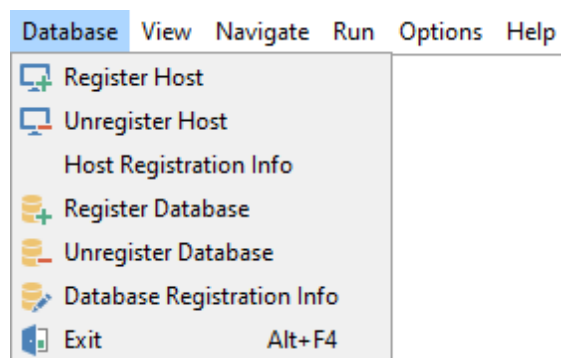 Database View Navigate Run Options Help
Register Host
Unregister Host
Host Registration Info
Register Database
Unregister Database
Database Registration Info
Exit Alt+F4